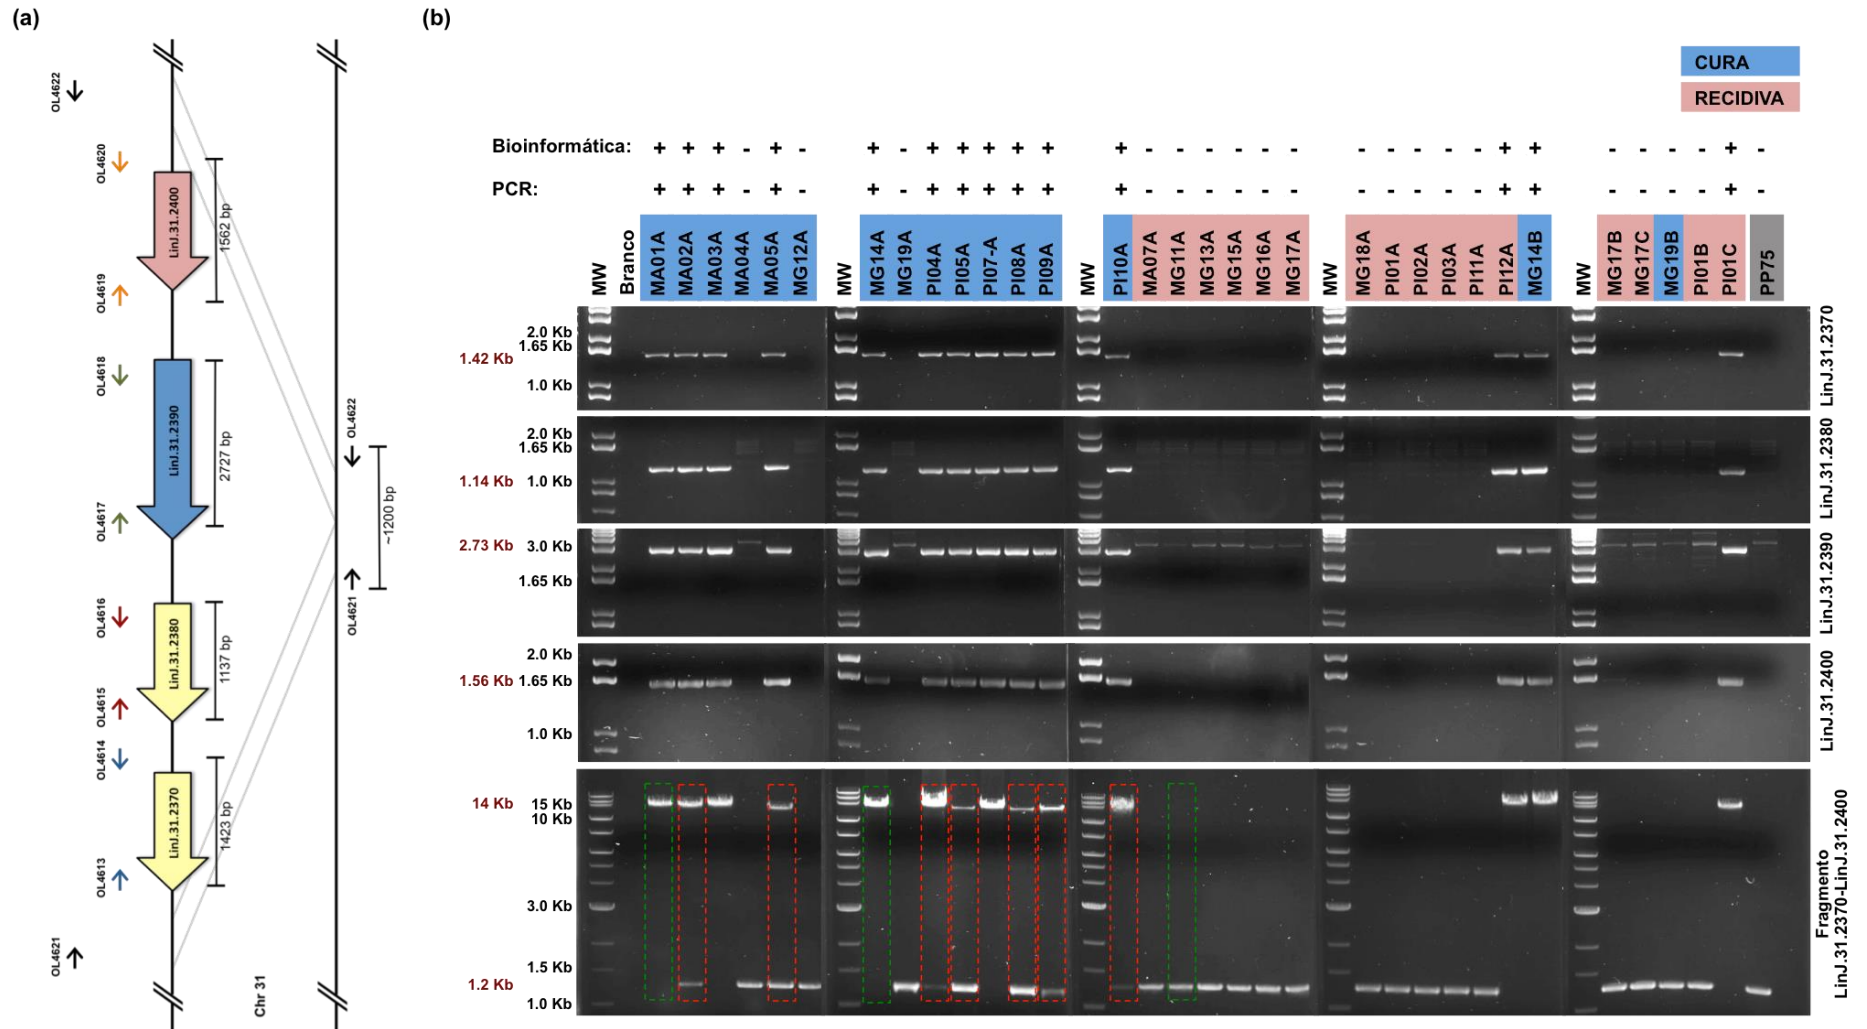 (a)
OL4622
OL4620
LinJ.31.2400
1562 bp
OL4619
OL4618
LinJ.31.2390
2727 bp
OL4617
OL4616
LinJ.31.2380
1137 bp
OL4615
OL4614
LinJ.31.2370
1423 bp
OL4613
OL4621
Chr 31
OL4622
~1200 bp
OL4621
(b)
CURA
RECIDIVA
Bioinformática: + + + - + - + - + + + + + + - - - - - - - - - - - + + - - - - + -
PCR: + + + - + - + - + + + + + + - - - - - - - - - - - + + - - - - + -
MW Branco MA01A MA02A MA03A MA04A MA05A MG12A MW MG14A MG19A PI04A PI05A PI07-A PI08A PI09A MW PI10A MA07A MG11A MG13A MG15A MG16A MG17A MW MG18A PI01A PI02A PI03A PI11A PI12A MG14B MW MG17B MG17C MG19B PI01B PI01C PP75
2.0 Kb
1.65 Kb
1.42 Kb
1.0 Kb
LinJ.31.2370
2.0 Kb
1.65 Kb
1.14 Kb 1.0 Kb
LinJ.31.2380
2.73 Kb 3.0 Kb
1.65 Kb
LinJ.31.2390
2.0 Kb
1.56 Kb 1.65 Kb
1.0 Kb
LinJ.31.2400
14 Kb 15 Kb
10 Kb
3.0 Kb
1.5 Kb
1.2 Kb
1.0 Kb
Fragmento
LinJ.31.2370-LinJ.31.2400